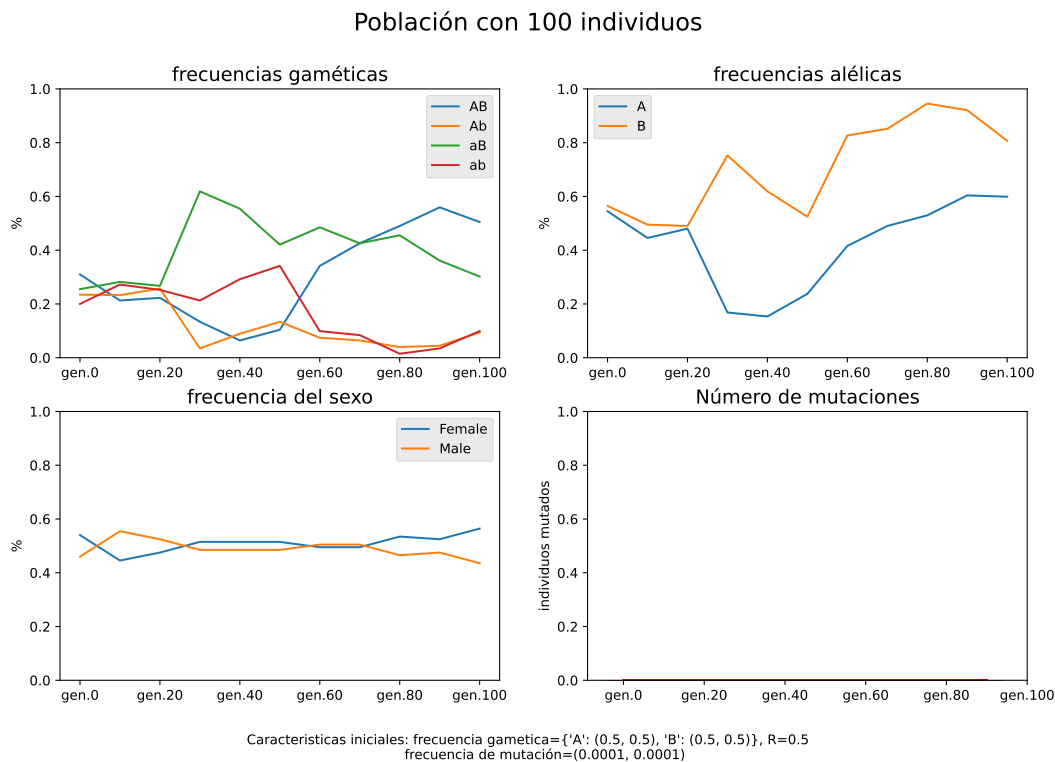 Población con 100 individuos
frecuencias gaméticas
1.0
0.8
0.6
0.4
0.2
0.0
%
AB
Ab
aB
ab
gen.0 gen.20 gen.40 gen.60 gen.80 gen.100
frecuencias alélicas
1.0
0.8
0.6
0.4
0.2
0.0
%
A
B
gen.0 gen.20 gen.40 gen.60 gen.80 gen.100
frecuencia del sexo
1.0
0.8
0.6
0.4
0.2
0.0
%
Female
Male
gen.0 gen.20 gen.40 gen.60 gen.80 gen.100
Número de mutaciones
1.0
0.8
0.6
0.4
0.2
0.0
individuos mutados
gen.0 gen.20 gen.40 gen.60 gen.80 gen.100
Caracteristicas iniciales: frecuencia gametica={'A': (0.5, 0.5), 'B': (0.5, 0.5)}, R=0.5
frecuencia de mutación=(0.0001, 0.0001)